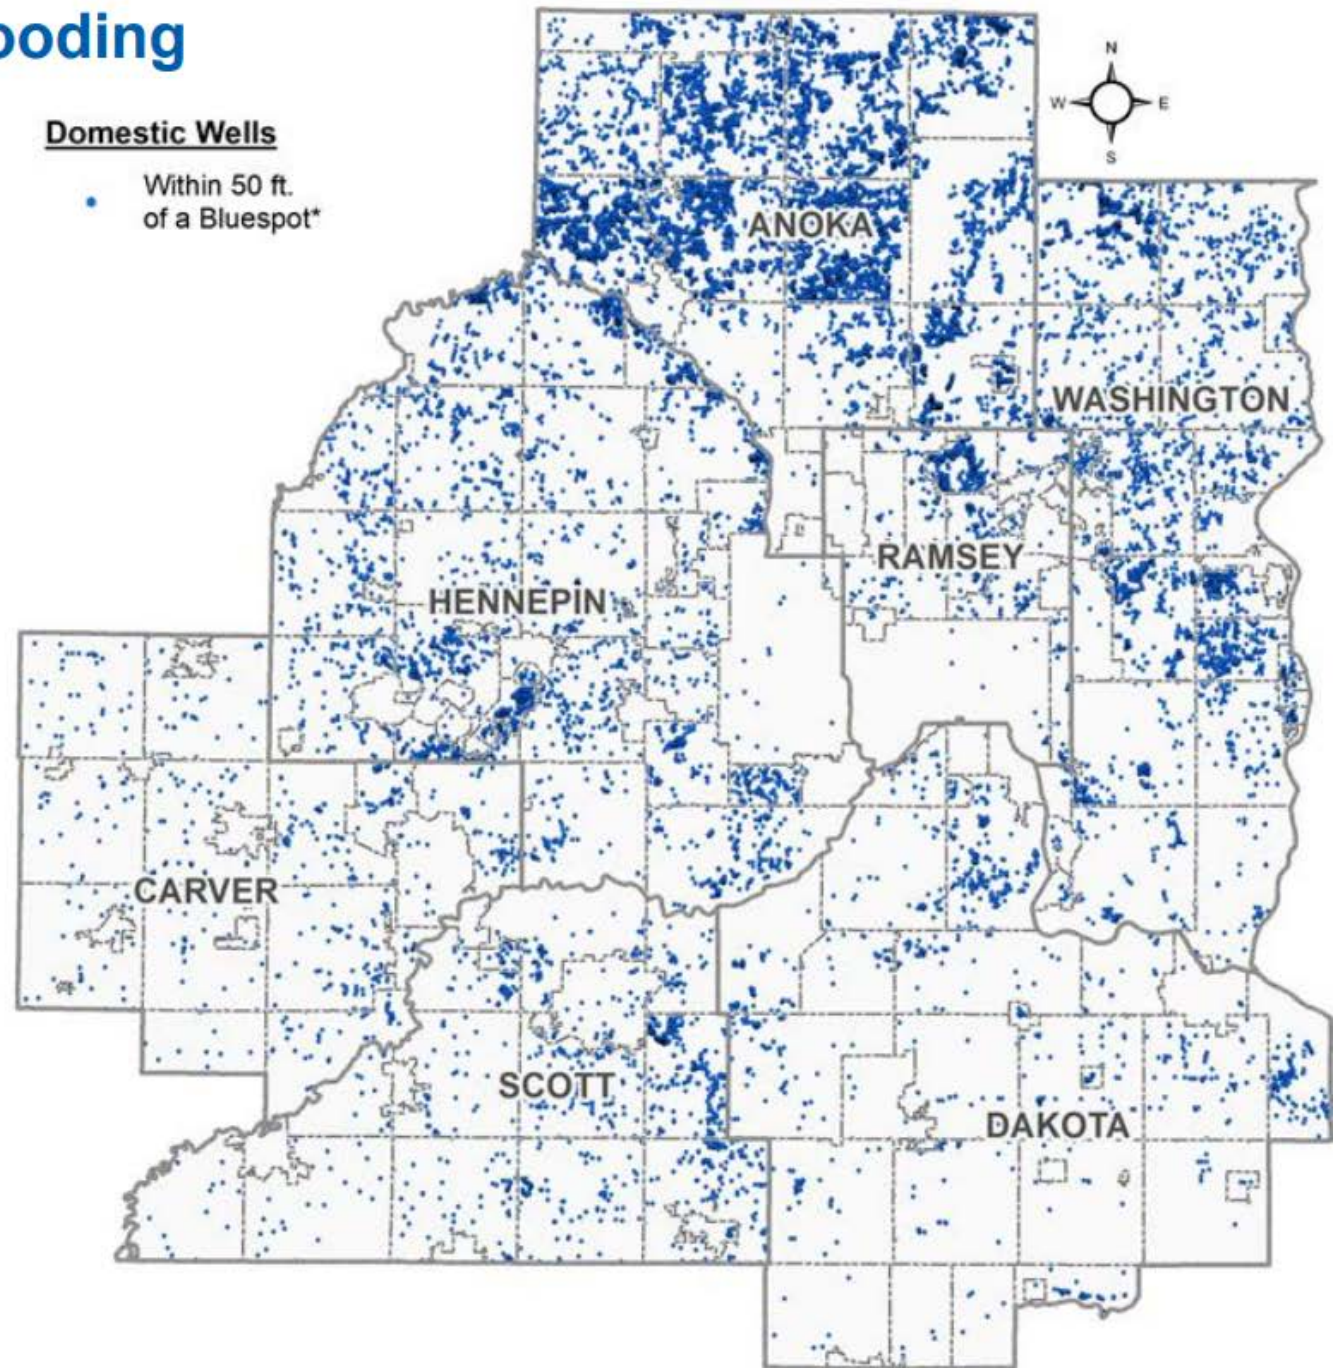 ooding
Domestic Wells
Within 50 ft.
of a Bluespot*
N
W E
S
ANOKA
WASHINGTON
RAMSEY
HENNEPIN
CARVER
SCOTT
DAKOTA